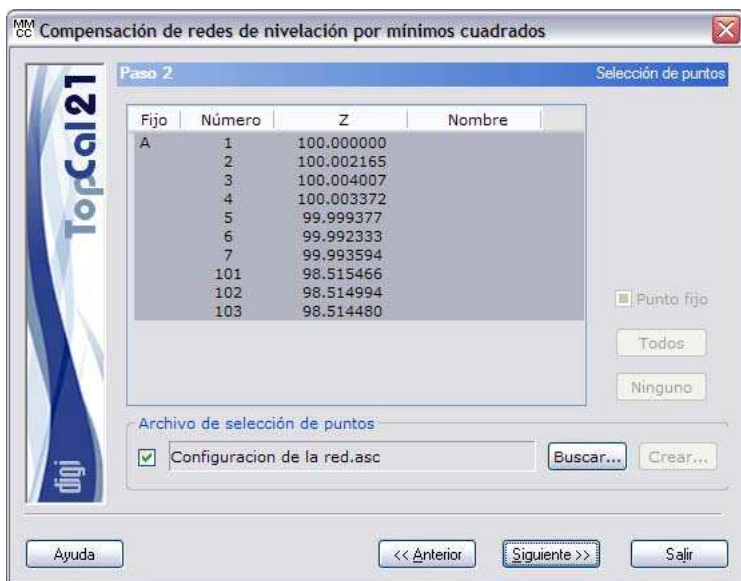 MM
CC Compensación de redes de nivelación por mínimos cuadrados
TopCal21
digi
Paso 2 Selección de puntos
Fijo Número Z Nombre
A 1 100.000000
2 100.002165
3 100.004007
4 100.003372
5 99.999377
6 99.992333
7 99.993594
101 98.515466
102 98.514994
103 98.514480
Punto fijo
Todos
Ninguno
Archivo de selección de puntos
Configuracion de la red.asc Buscar... Crear...
Ayuda << Anterior Siguiente >> Salir